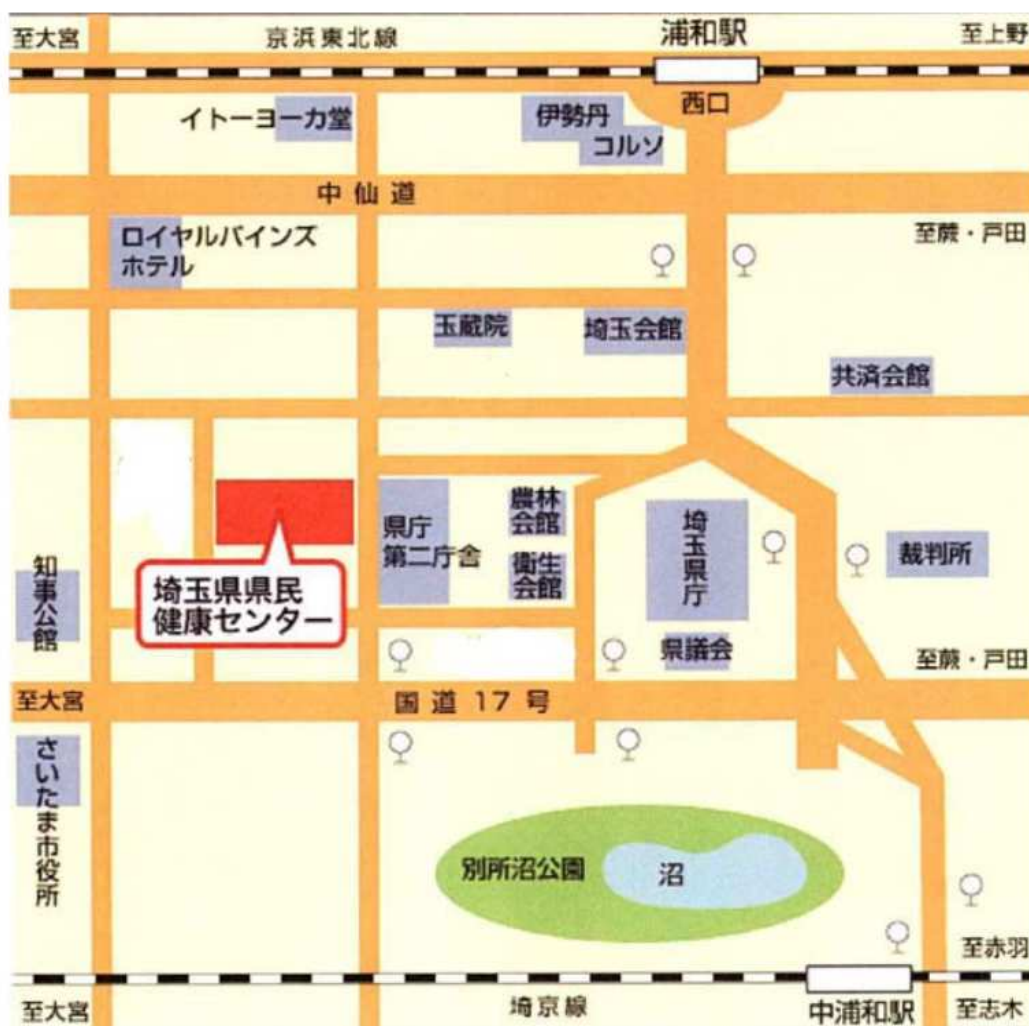 至大宮
京浜東北線
浦和駅
至上野
西口
イトーヨーカ堂
伊勢丹
コルソ
中仙道
ロイヤルパインズ
ホテル
至蕨・戸田
玉蔵院
埼玉会館
共済会館
県庁
第二庁舎
農林
会館
衛生
会館
埼玉県庁
裁判所
知事公館
埼玉県県民
健康センター
県議会
至蕨・戸田
至大宮
国道17号
さいたま市役所
別所沼公園
沼
至赤羽
至大宮
埼京線
中浦和駅
至志木